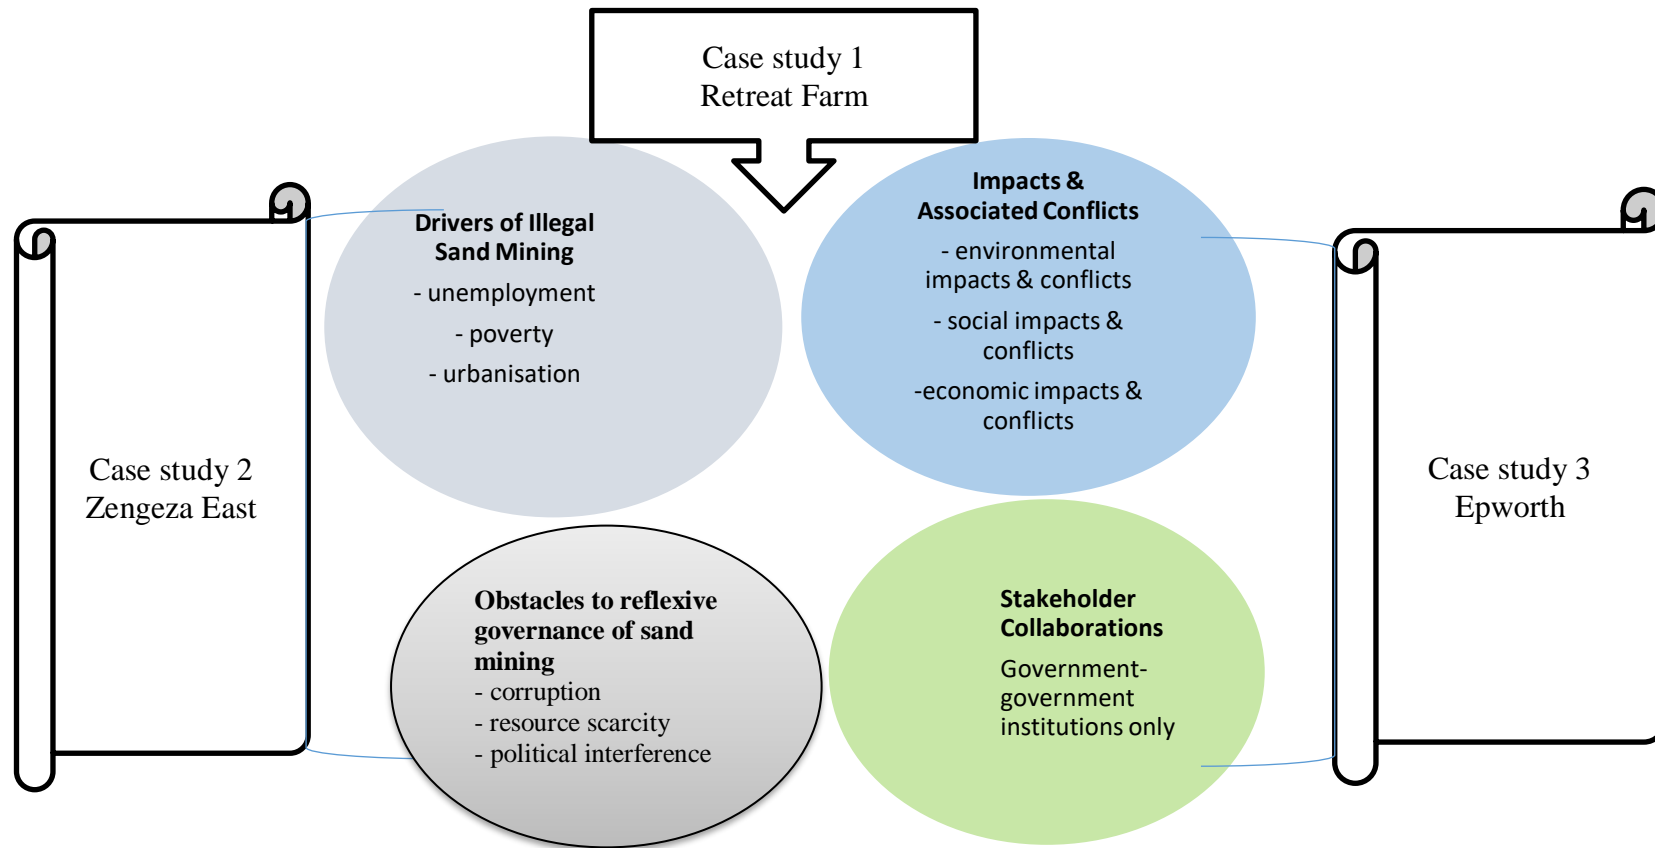 Case study 1
Retreat Farm
Drivers of Illegal
Sand Mining
- unemployment
- poverty
- urbanisation
Impacts &
Associated Conflicts
- environmental
impacts & conflicts
- social impacts &
conflicts
-economic impacts &
conflicts
Case study 2
Zengeza East
Case study 3
Epworth
Obstacles to reflexive
governance of sand
mining
- corruption
- resource scarcity
- political interference
Stakeholder
Collaborations
Government-
government
institutions only